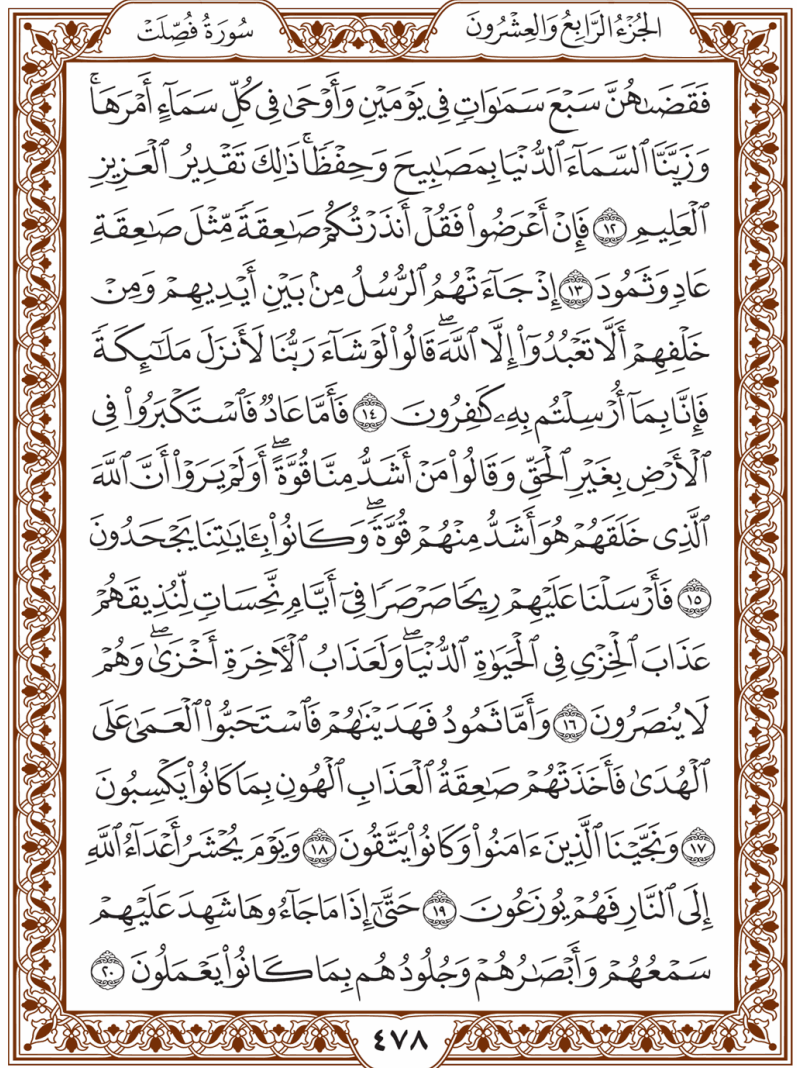 سُورَةُ فُصِّلَتْ
الجُزْءُ الرَّابِعُ وَالعِشْرُونَ
فَقَضَىٰهُنَّ سَبْعَ سَمَٰوَاتٍ فِي يَوْمَيْنِ وَأَوْحَىٰ فِي كُلِّ سَمَآءٍ أَمْرَهَاۚ
وَزَيَّنَّا ٱلسَّمَآءَ ٱلدُّنْيَا بِمَصَٰبِيحَ وَحِفْظٗاۚ ذَٰلِكَ تَقْدِيرُ ٱلْعَزِيزِ
ٱلْعَلِيمِ ١٢ فَإِنْ أَعْرَضُوا۟ فَقُلْ أَنذَرْتُكُمْ صَٰعِقَةٗ مِّثْلَ صَٰعِقَةِ
عَادٖ وَثَمُودَ ١٣ إِذْ جَآءَتْهُمُ ٱلرُّسُلُ مِنۢ بَيْنِ أَيْدِيهِمْ وَمِنْ
خَلْفِهِمْ أَلَّا تَعْبُدُوٓا۟ إِلَّا ٱللَّهَۖ قَالُوا۟ لَوْ شَآءَ رَبُّنَا لَأَنزَلَ مَلَٰٓئِكَةٗ
فَإِنَّا بِمَآ أُرْسِلْتُم بِهِۦ كَٰفِرُونَ ١٤ فَأَمَّا عَادٞ فَٱسْتَكْبَرُوا۟ فِي
ٱلْأَرْضِ بِغَيْرِ ٱلْحَقِّ وَقَالُوا۟ مَنْ أَشَدُّ مِنَّا قُوَّةًۖ أَوَلَمْ يَرَوْا۟ أَنَّ ٱللَّهَ
ٱلَّذِي خَلَقَهُمْ هُوَ أَشَدُّ مِنْهُمْ قُوَّةٗۖ وَكَانُوا۟ بِـَٔايَٰتِنَا يَجْحَدُونَ
١٥ فَأَرْسَلْنَا عَلَيْهِمْ رِيحٗا صَرْصَرٗا فِيٓ أَيَّامٖ نَّحِسَاتٖ لِّنُذِيقَهُمْ
عَذَابَ ٱلْخِزْيِ فِي ٱلْحَيَوٰةِ ٱلدُّنْيَاۖ وَلَعَذَابُ ٱلْأٓخِرَةِ أَخْزَىٰۖ وَهُمْ
لَا يُنصَرُونَ ١٦ وَأَمَّا ثَمُودُ فَهَدَيْنَٰهُمْ فَٱسْتَحَبُّوا۟ ٱلْعَمَىٰ عَلَى
ٱلْهُدَىٰ فَأَخَذَتْهُمْ صَٰعِقَةُ ٱلْعَذَابِ ٱلْهُونِ بِمَا كَانُوا۟ يَكْسِبُونَ
١٧ وَنَجَّيْنَا ٱلَّذِينَ ءَامَنُوا۟ وَكَانُوا۟ يَتَّقُونَ ١٨ وَيَوْمَ يُحْشَرُ أَعْدَآءُ ٱللَّهِ
إِلَى ٱلنَّارِ فَهُمْ يُوزَعُونَ ١٩ حَتَّىٰٓ إِذَا مَا جَآءُوهَا شَهِدَ عَلَيْهِمْ
سَمْعُهُمْ وَأَبْصَٰرُهُمْ وَجُلُودُهُم بِمَا كَانُوا۟ يَعْمَلُونَ ٢٠
٤٧٨